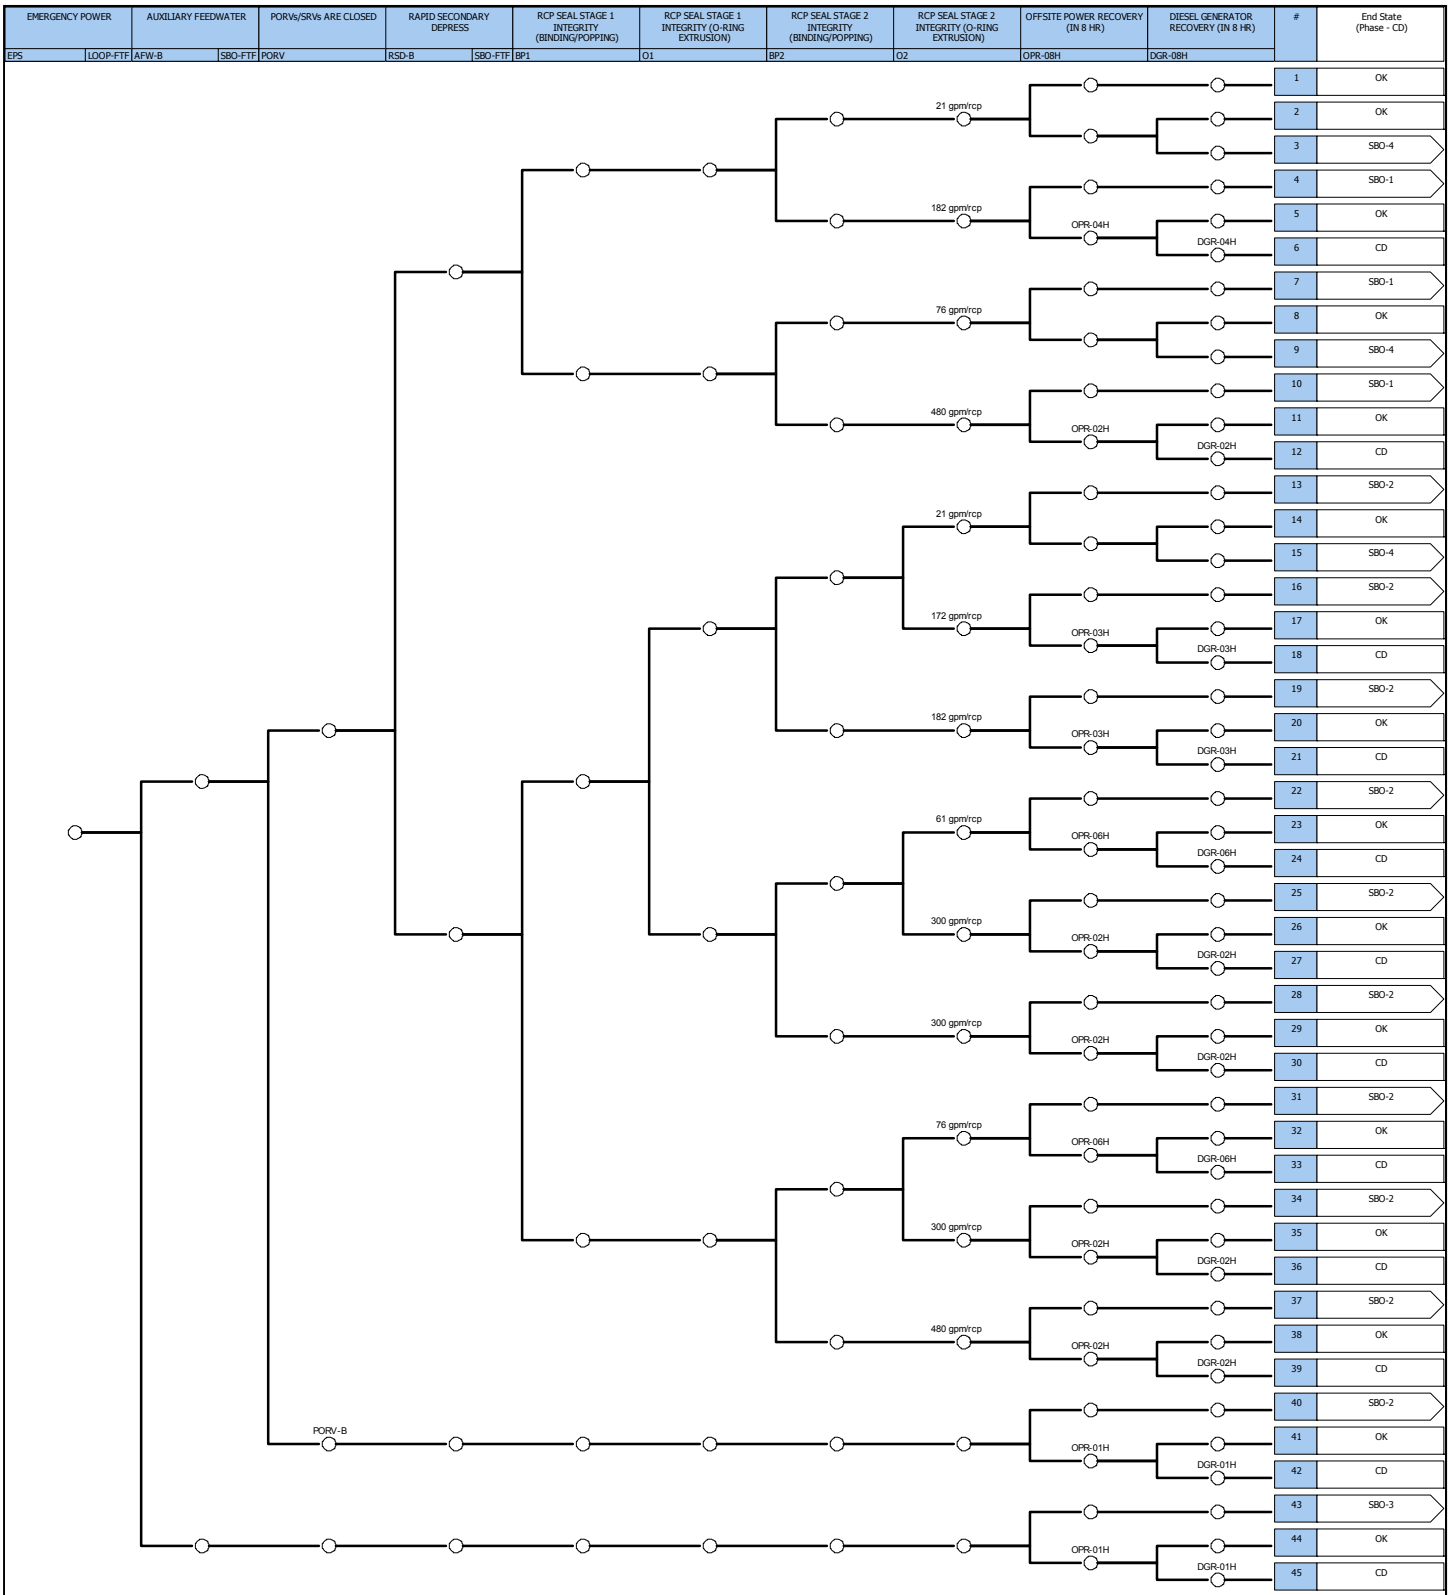 EMERGENCY POWER
AUXILIARY FEEDWATER
PORVs/SRVs ARE CLOSED
RAPID SECONDARY
DEPRESS
RCP SEAL STAGE 1
INTEGRITY
(BINDING/POPPING)
RCP SEAL STAGE 1
INTEGRITY (O-RING
EXTRUSION)
RCP SEAL STAGE 2
INTEGRITY
(BINDING/POPPING)
RCP SEAL STAGE 2
INTEGRITY (O-RING
EXTRUSION)
OFFSITE POWER RECOVERY
(IN 8 HR)
DIESEL GENERATOR
RECOVERY (IN 8 HR)
#
End State
(Phase - CD)
EPS LOOP-FTF AFW-B SBO-FTF PORV RSD-B SBO-FTF BP1 O1 BP2 O2 OPR-08H DGR-08H
1 OK
21 gpm/rcp
2 OK
3 SBO-4
4 SBO-1
182 gpm/rcp
5 OK
OPR-04H
DGR-04H
6 CD
7 SBO-1
76 gpm/rcp
8 OK
9 SBO-4
10 SBO-1
480 gpm/rcp
11 OK
OPR-02H
DGR-02H
12 CD
13 SBO-2
21 gpm/rcp
14 OK
15 SBO-4
16 SBO-2
172 gpm/rcp
17 OK
OPR-03H
DGR-03H
18 CD
19 SBO-2
182 gpm/rcp
20 OK
OPR-03H
DGR-03H
21 CD
22 SBO-2
61 gpm/rcp
23 OK
OPR-06H
DGR-06H
24 CD
25 SBO-2
300 gpm/rcp
26 OK
OPR-02H
DGR-02H
27 CD
28 SBO-2
300 gpm/rcp
29 OK
OPR-02H
DGR-02H
30 CD
31 SBO-2
76 gpm/rcp
32 OK
OPR-06H
DGR-06H
33 CD
34 SBO-2
300 gpm/rcp
35 OK
OPR-02H
DGR-02H
36 CD
37 SBO-2
480 gpm/rcp
38 OK
OPR-02H
DGR-02H
39 CD
40 SBO-2
PORV-B
41 OK
OPR-01H
DGR-01H
42 CD
43 SBO-3
44 OK
OPR-01H
DGR-01H
45 CD